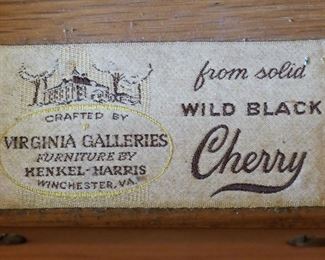 CRAFTED BY
VIRGINIA GALLERIES
FURNITURE BY
HENKEL-HARRIS
WINCHESTER, VA.
from solid
WILD BLACK
Cherry